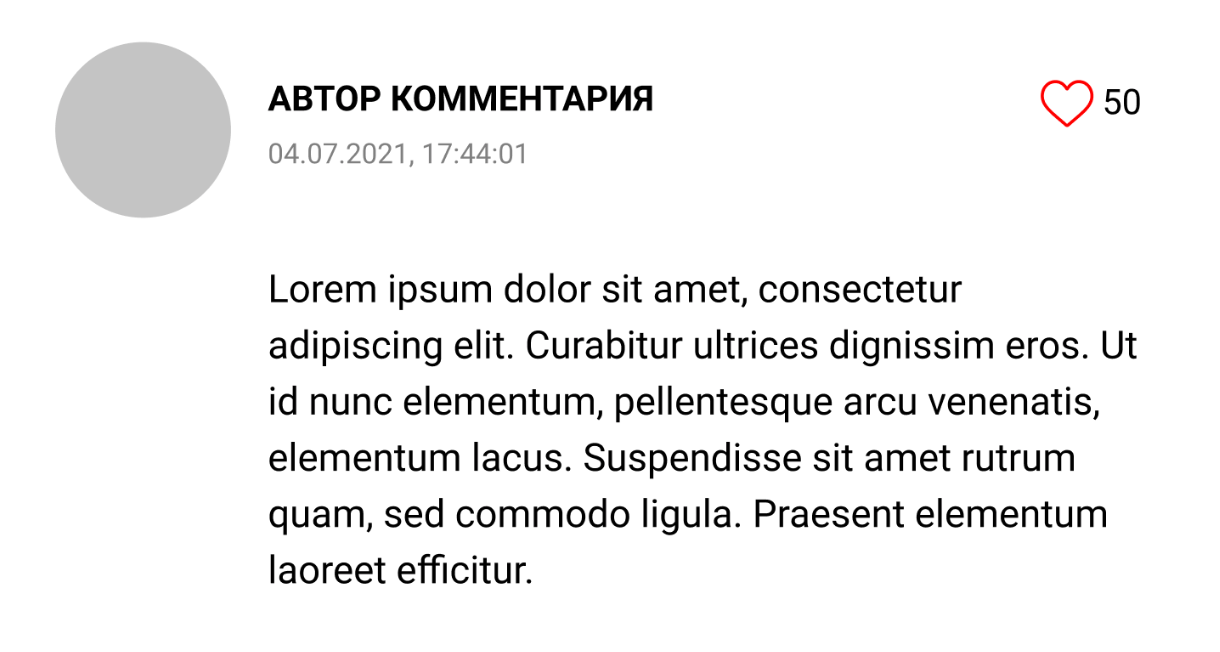 АВТОР КОММЕНТАРИЯ
50
04.07.2021, 17:44:01
Lorem ipsum dolor sit amet, consectetur
adipiscing elit. Curabitur ultrices dignissim eros. Ut
id nunc elementum, pellentesque arcu venenatis,
elementum lacus. Suspendisse sit amet rutrum
quam, sed commodo ligula. Praesent elementum
laoreet efficitur.